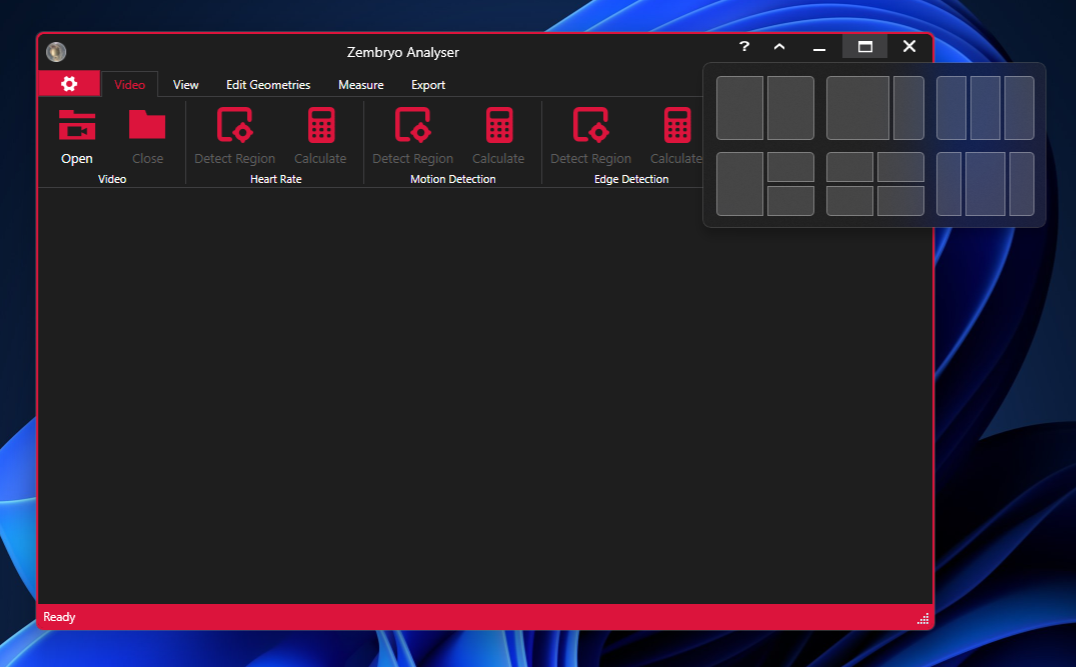 Zembryo Analyser
?
Video View Edit Geometries Measure Export
Open Close Detect Region Calculate Detect Region Calculate Detect Region Calculate
Video Heart Rate Motion Detection Edge Detection
Ready